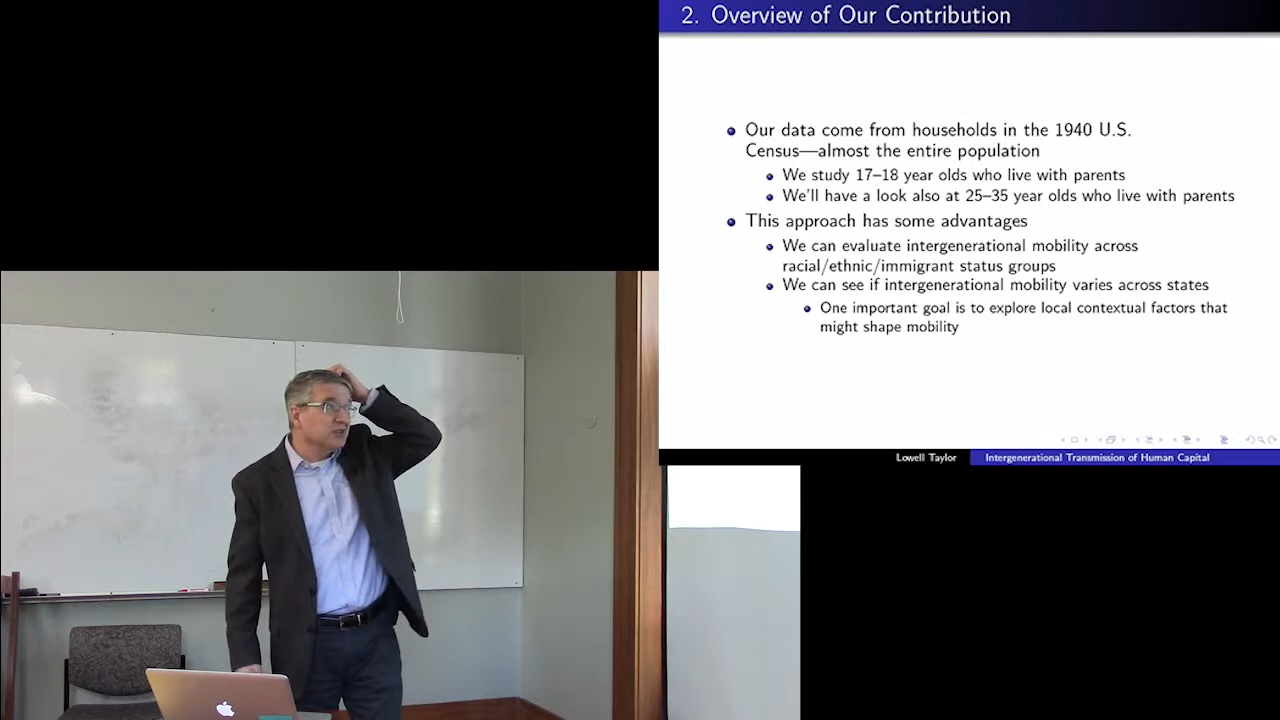 2. Overview of Our Contribution
Our data come from households in the 1940 U.S.
Census—almost the entire population
We study 17–18 year olds who live with parents
We'll have a look also at 25–35 year olds who live with parents
This approach has some advantages
We can evaluate intergenerational mobility across
racial/ethnic/immigrant status groups
We can see if intergenerational mobility varies across states
One important goal is to explore local contextual factors that
might shape mobility
Lowell Taylor
Intergenerational Transmission of Human Capital